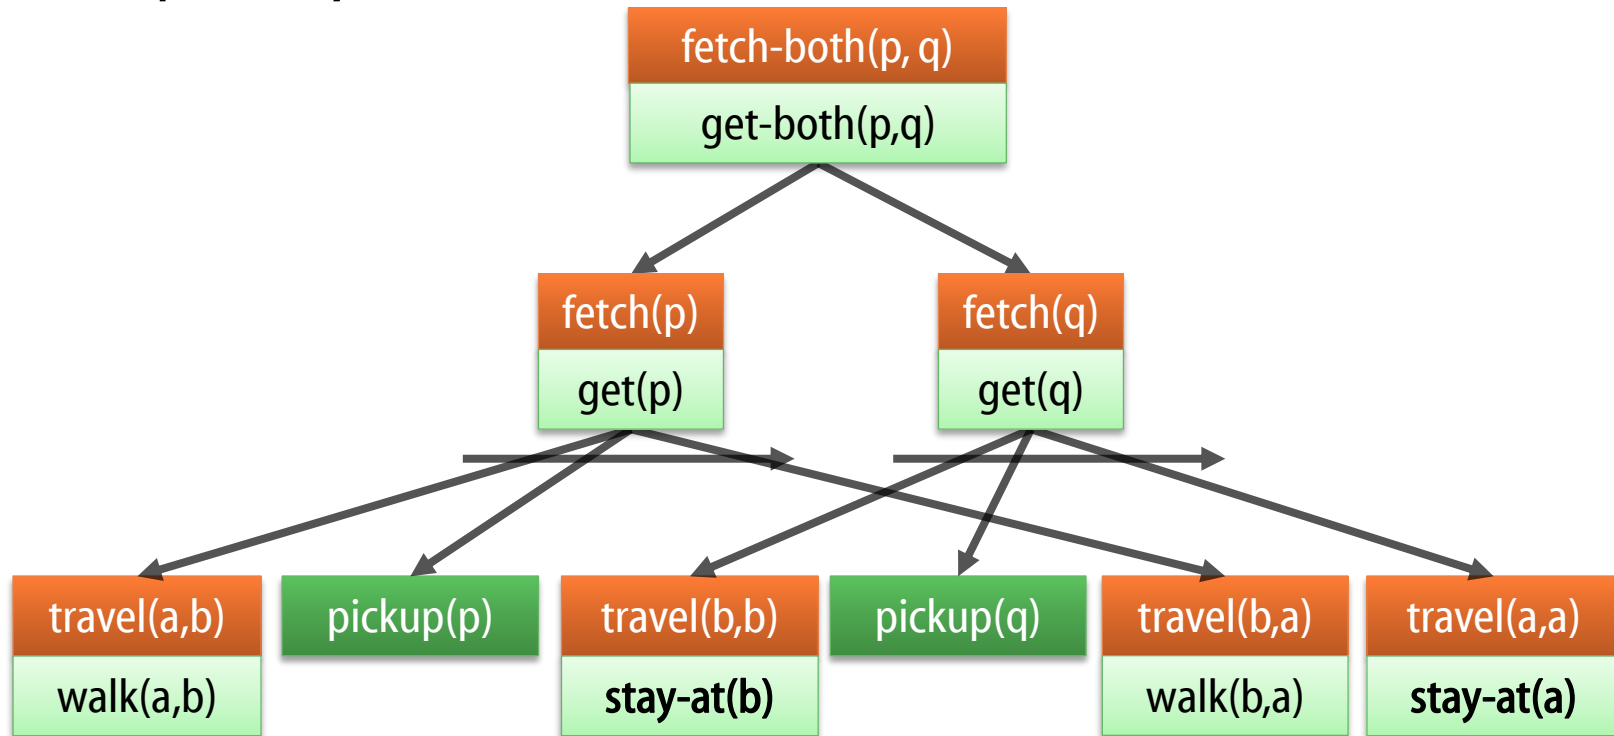 fetch-both(p, q)
get-both(p,q)
fetch(p)
get(p)
fetch(q)
get(q)
travel(a,b)
walk(a,b)
pickup(p)
travel(b,b)
stay-at(b)
pickup(q)
travel(b,a)
walk(b,a)
travel(a,a)
stay-at(a)